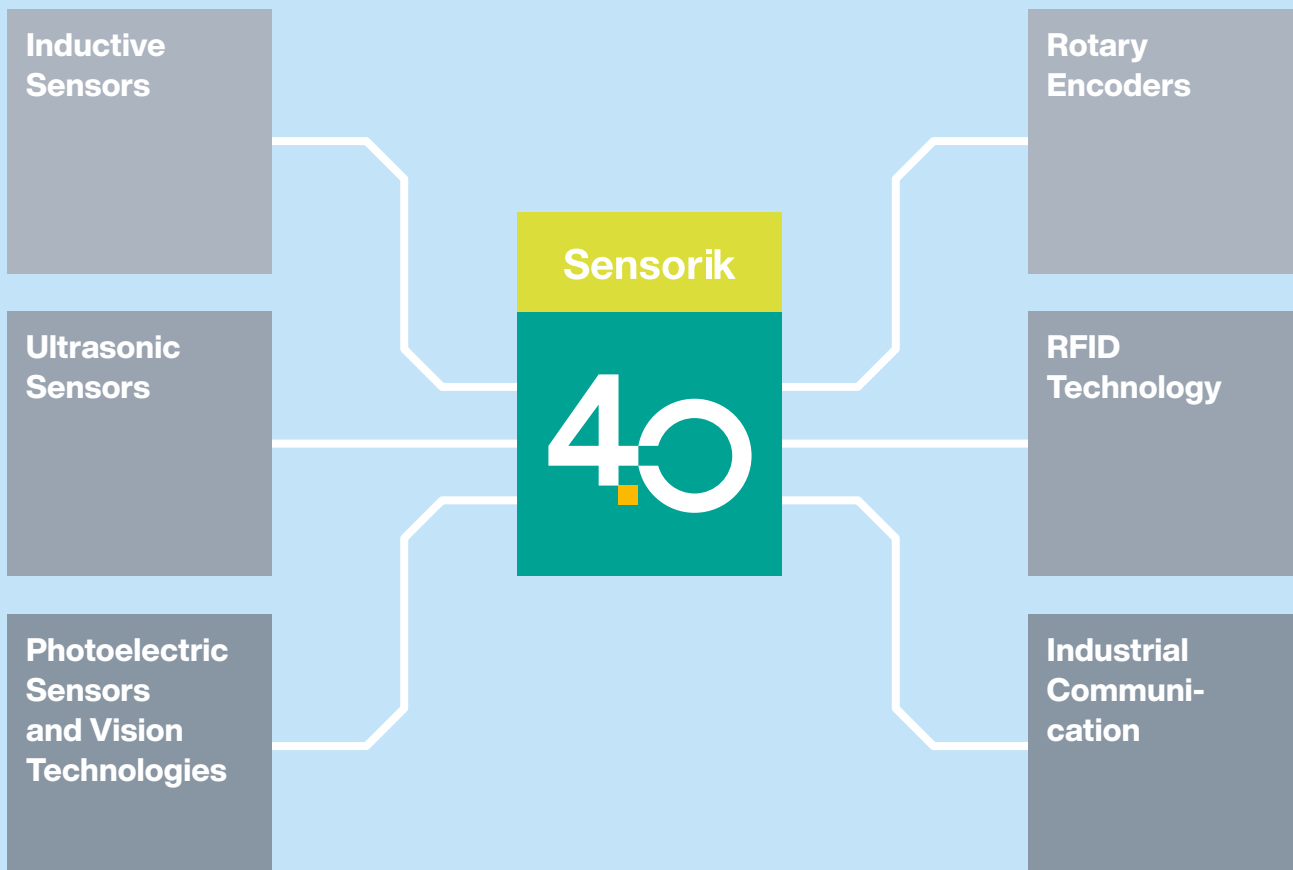 Inductive
Sensors
Ultrasonic
Sensors
Photoelectric
Sensors
and Vision
Technologies
Sensorik
4.0
Rotary
Encoders
RFID
Technology
Industrial
Communi-
cation